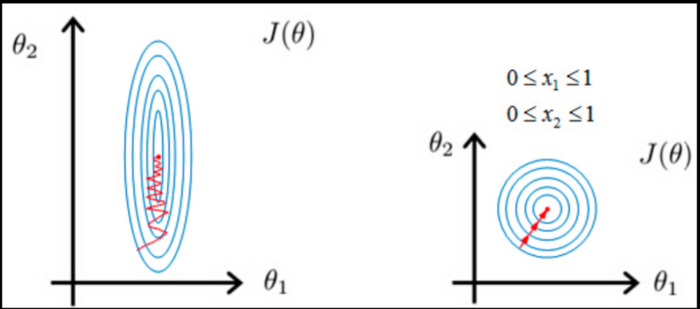 θ₂
J(θ)
θ₁
0 ≤ x₁ ≤ 1
0 ≤ x₂ ≤ 1
θ₂
J(θ)
θ₁